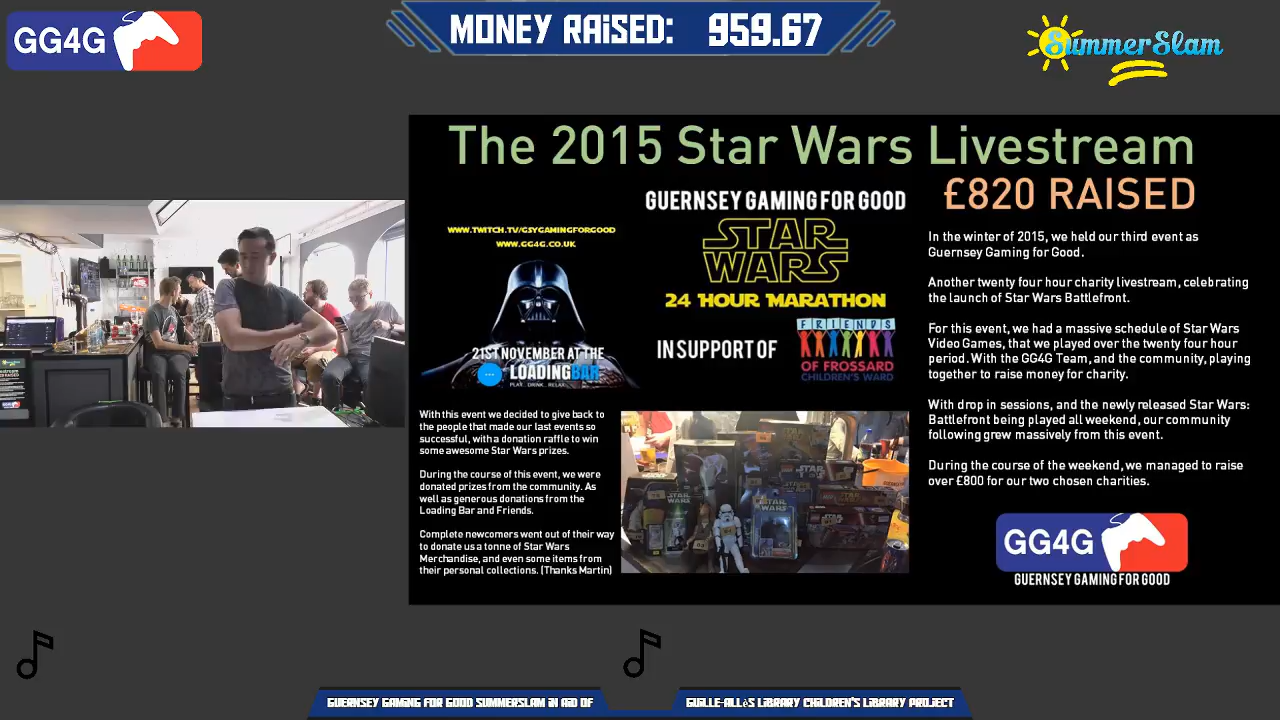 GG4G
MONEY RAISED: 959.67
SummerSlam
The 2015 Star Wars Livestream
£820 RAISED
WWW.TWITCH.TV/GSYGAMINGFORGOOD
WWW.GG4G.CO.UK
GUERNSEY GAMING FOR GOOD
STAR
WARS
24 HOUR MARATHON
IN SUPPORT OF
FRIENDS
OF FROSSARD
CHILDREN'S WARD
21ST NOVEMBER AT THE
LOADINGBAR
PLAY. DRINK. RELAX.
With this event we decided to give back to
the people that made our last events so
successful, with a donation raffle to win
some awesome Star Wars prizes.
During the course of this event, we were
donated prizes from the community. As
well as generous donations from the
Loading Bar and Friends.
Complete newcomers went out of their way
to donate us a tonne of Star Wars
Merchandise, and even some items from
their personal collections. (Thanks Martin)
In the winter of 2015, we held our third event as
Guernsey Gaming for Good.
Another twenty four hour charity livestream, celebrating
the launch of Star Wars Battlefront.
For this event, we had a massive schedule of Star Wars
Video Games, that we played over the twenty four hour
period. With the GG4G Team, and the community, playing
together to raise money for charity.
With drop in sessions, and the newly released Star Wars:
Battlefront being played all weekend, our community
following grew massively from this event.
During the course of the weekend, we managed to raise
over £800 for our two chosen charities.
GG4G
GUERNSEY GAMING FOR GOOD
GUERNSEY GAMING FOR GOOD SUMMERSLAM IN AID OF
GUILLE-ALLèS LIBRARY CHILDREN'S LIBRARY PROJECT